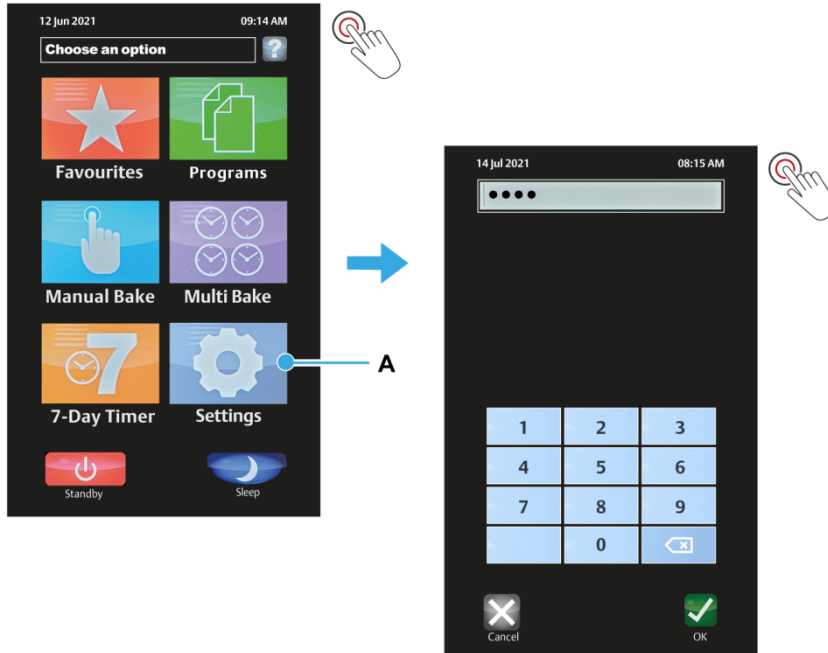 12 Jun 2021 09:14 AM
Choose an option ?
Favourites Programs
Manual Bake Multi Bake
7
7-Day Timer Settings
Standby Sleep
A
14 Jul 2021 08:15 AM
••••
1 2 3
4 5 6
7 8 9
0
Cancel OK